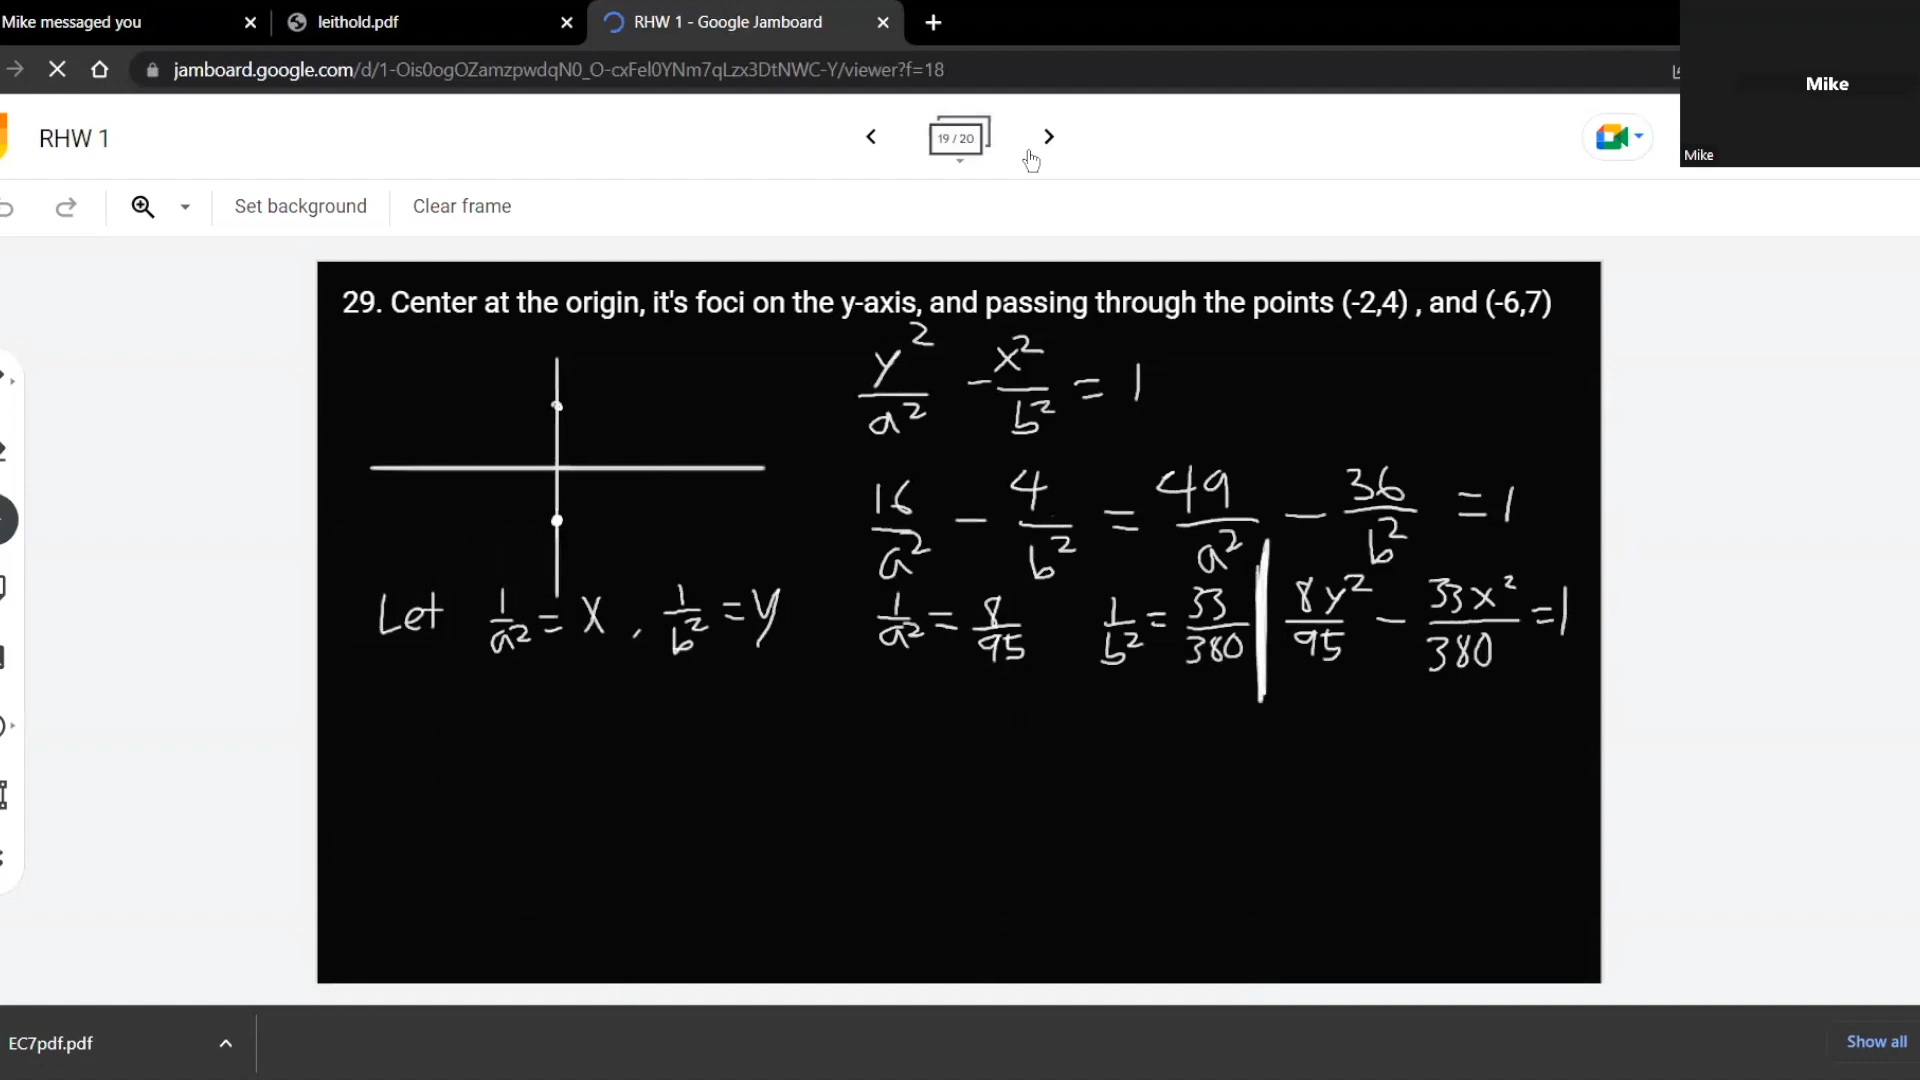 Mike messaged you
leithold.pdf
RHW 1 - Google Jamboard
jamboard.google.com/d/1-Ois0ogOZamzpwdqN0_O-cxFel0YNm7qLzx3DtNWC-Y/viewer?f=18
Mike
Mike
RHW 1
19 / 20
Set background
Clear frame
29. Center at the origin, it's foci on the y-axis, and passing through the points (-2,4) , and (-6,7)
y²/a² - x²/b² = 1
16/a² - 4/b² = 49/a² - 36/b² = 1
Let 1/a² = X , 1/b² = Y
1/a² = 8/95 1/b² = 33/380 | 8y²/95 - 33x²/380 = 1
EC7pdf.pdf
Show all